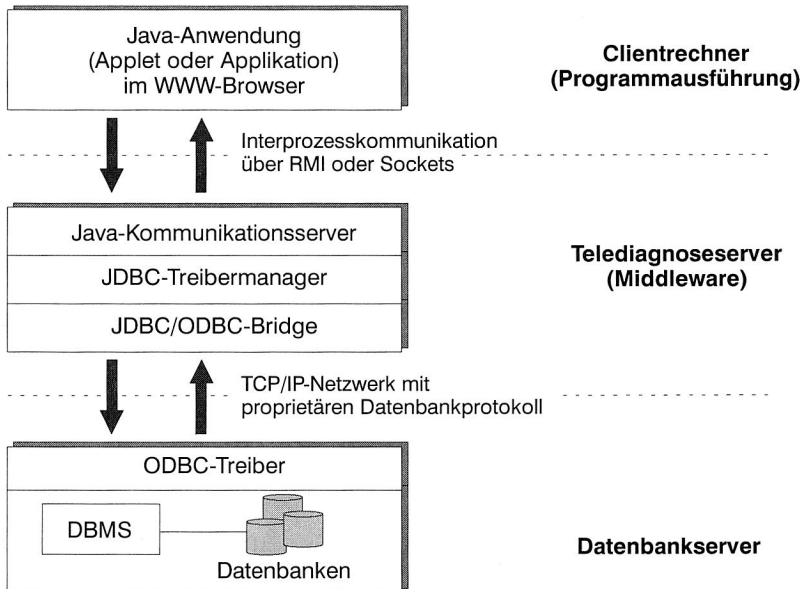 Java-Anwendung
(Applet oder Applikation)
im WWW-Browser
Clientrechner
(Programmausführung)
Interprozesskommunikation
über RMI oder Sockets
Java-Kommunikationsserver
JDBC-Treibermanager
JDBC/ODBC-Bridge
Telediagnoseserver
(Middleware)
TCP/IP-Netzwerk mit
proprietären Datenbankprotokoll
ODBC-Treiber
DBMS
Datenbanken
Datenbankserver